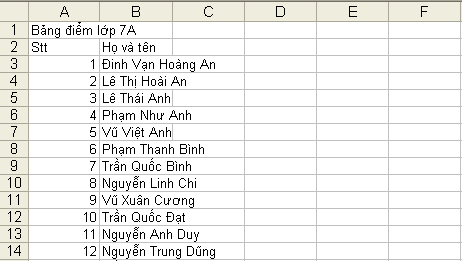 A B C D E F
1 Bảng điểm lớp 7A
2 Stt Họ và tên
3 1 Đinh Vạn Hoàng An
4 2 Lê Thị Hoài An
5 3 Lê Thái Anh
6 4 Phạm Như Anh
7 5 Vũ Việt Anh
8 6 Phạm Thanh Bình
9 7 Trần Quốc Bình
10 8 Nguyễn Linh Chi
11 9 Vũ Xuân Cương
12 10 Trần Quốc Đạt
13 11 Nguyễn Anh Duy
14 12 Nguyễn Trung Dũng